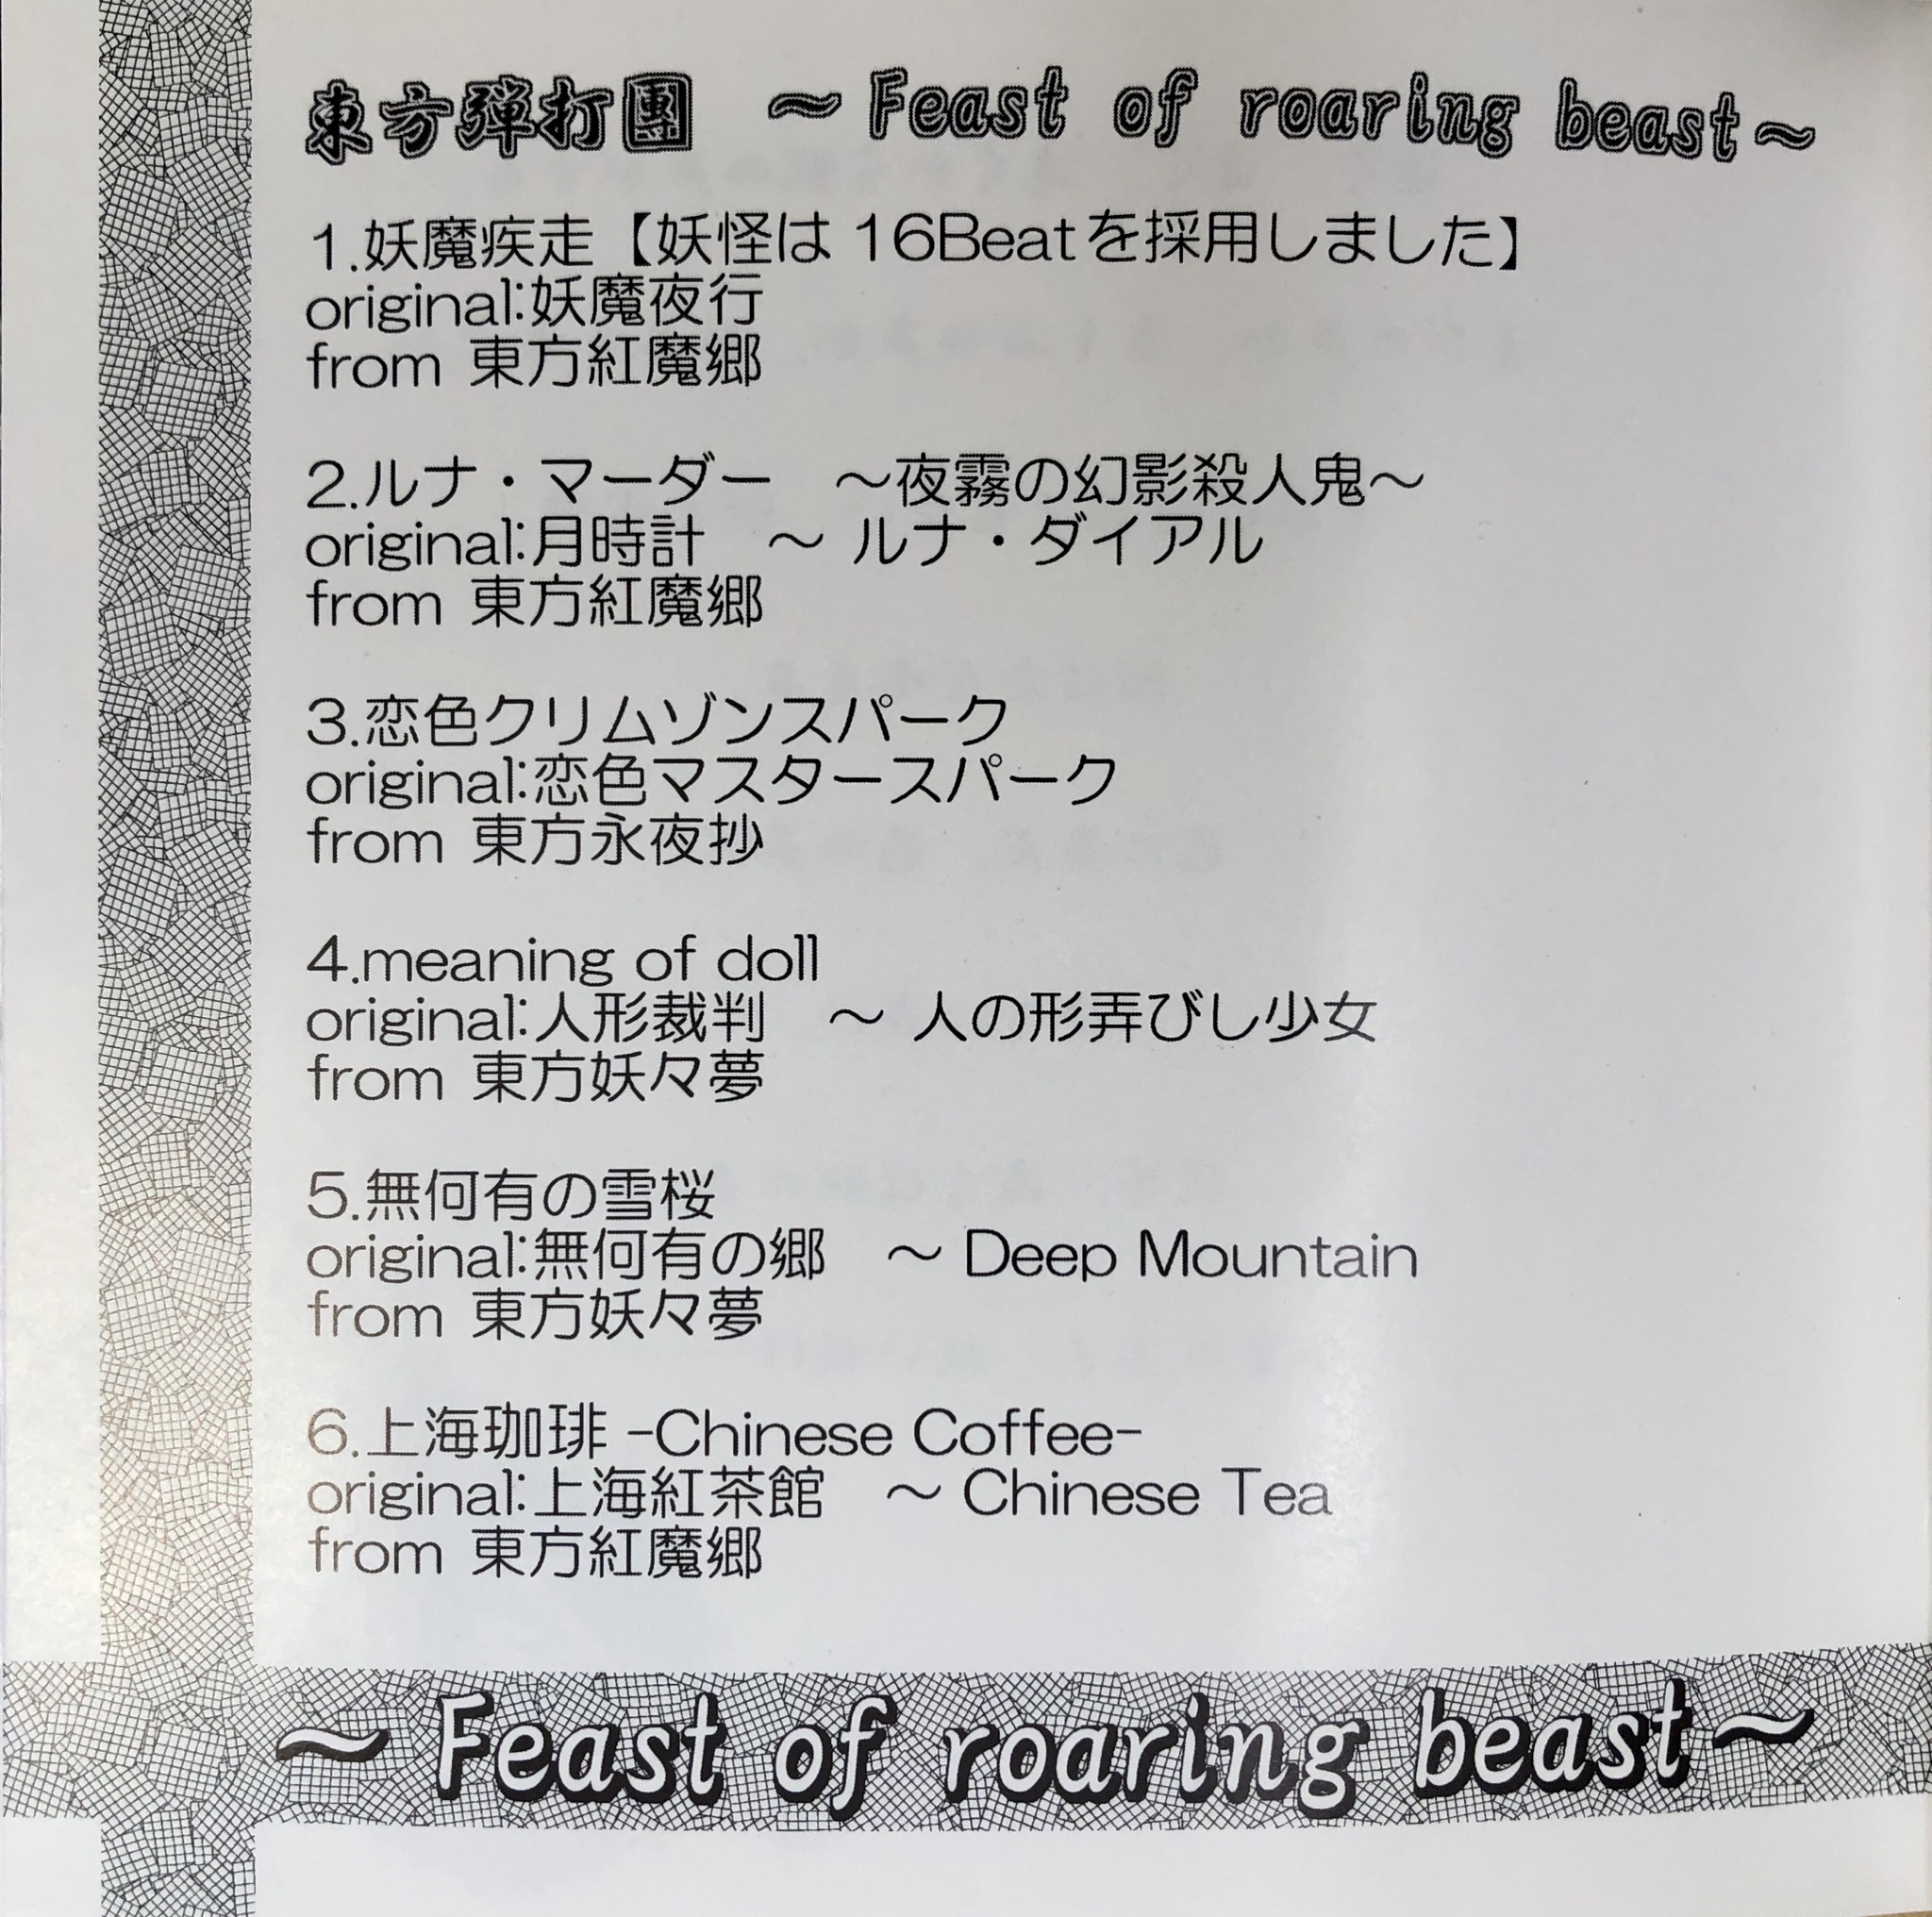 東方弾打團　～Feast of roaring beast～
1.妖魔疾走【妖怪は 16Beatを採用しました】
original:妖魔夜行
from 東方紅魔郷
2.ルナ・マーダー　～夜霧の幻影殺人鬼～
original:月時計　～ ルナ・ダイアル
from 東方紅魔郷
3.恋色クリムゾンスパーク
original:恋色マスタースパーク
from 東方永夜抄
4.meaning of doll
original:人形裁判　～ 人の形弄びし少女
from 東方妖々夢
5.無何有の雪桜
original:無何有の郷　～ Deep Mountain
from 東方妖々夢
6.上海珈琲 -Chinese Coffee-
original:上海紅茶館　～ Chinese Tea
from 東方紅魔郷
～Feast of roaring beast～